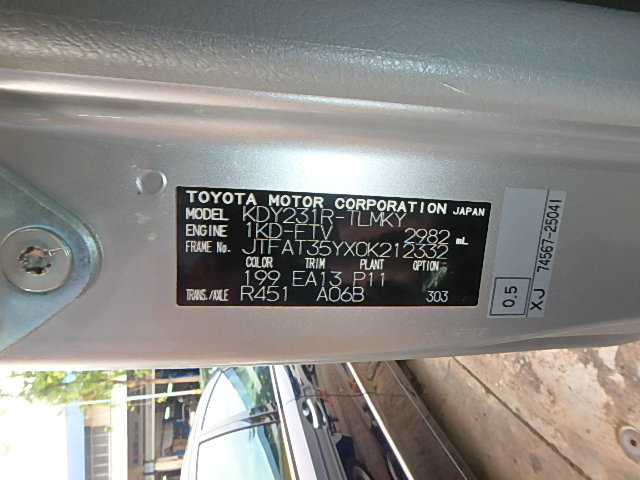 TOYOTA MOTOR CORPORATION JAPAN
MODEL KDY231R-TLMKY
ENGINE 1KD-FTV 2982 mL
FRAME No. JTFAT35YX0K212332
COLOR TRIM PLANT OPTION
199 EA13 P11
TRANS./AXLE R451 A06B 303
0.5
XJ 74567-25041